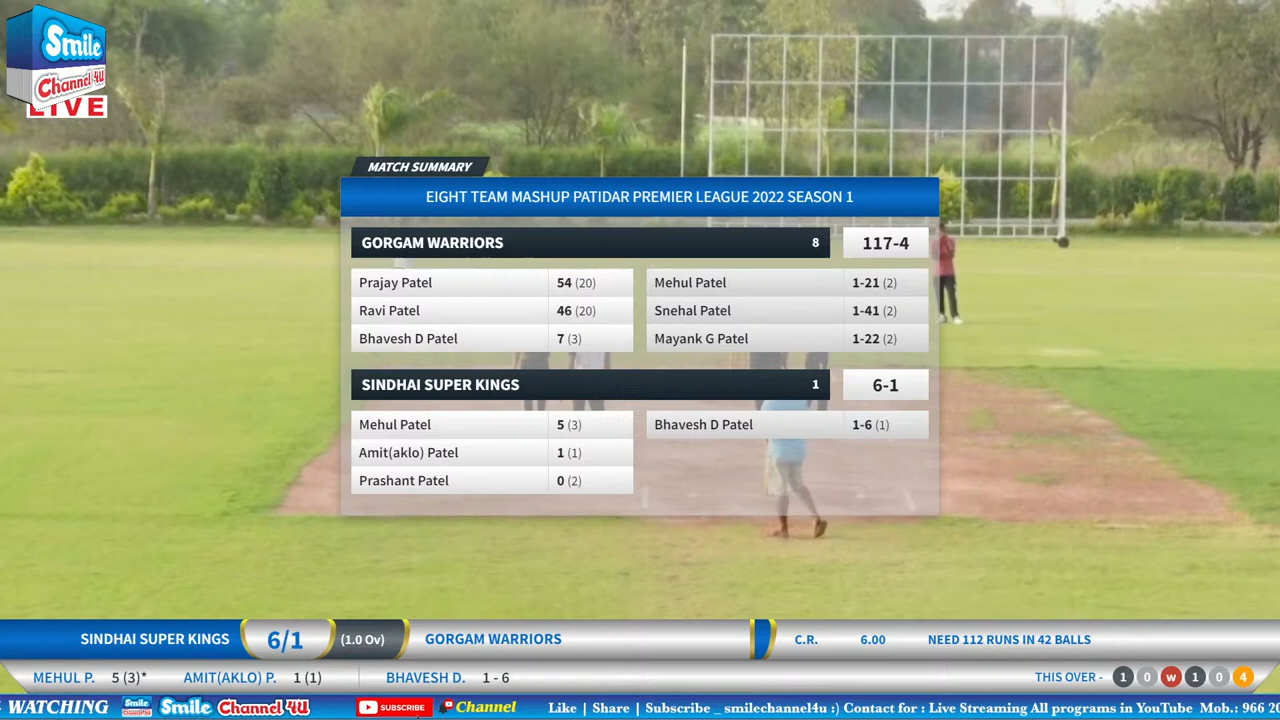 Smile
Channel 4U
LIVE
MATCH SUMMARY
EIGHT TEAM MASHUP PATIDAR PREMIER LEAGUE 2022 SEASON 1
GORGAM WARRIORS 8 117-4
Prajay Patel 54 (20) Mehul Patel 1-21 (2)
Ravi Patel 46 (20) Snehal Patel 1-41 (2)
Bhavesh D Patel 7 (3) Mayank G Patel 1-22 (2)
SINDHAI SUPER KINGS 1 6-1
Mehul Patel 5 (3) Bhavesh D Patel 1-6 (1)
Amit(aklo) Patel 1 (1)
Prashant Patel 0 (2)
SINDHAI SUPER KINGS 6/1 (1.0 Ov) GORGAM WARRIORS C.R. 6.00 NEED 112 RUNS IN 42 BALLS
MEHUL P. 5 (3)* AMIT(AKLO) P. 1 (1) BHAVESH D. 1 - 6 THIS OVER - 1 0 W 1 0 4
WATCHING Smile Channel 4U Smile Channel 4U SUBSCRIBE Channel Like | Share | Subscribe _ smilechannel4u :) Contact for : Live Streaming All programs in YouTube Mob.: 966 20